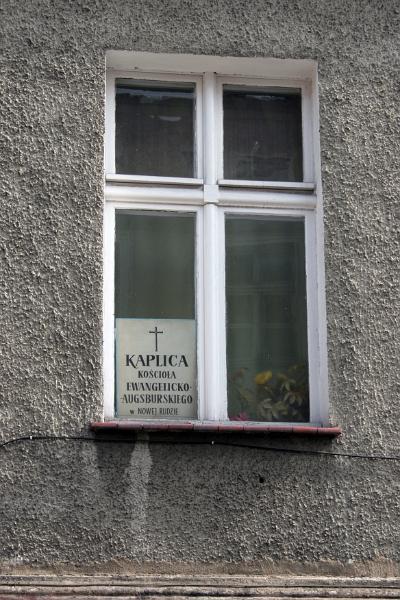 KAPLICA
KOŚCIOŁA
EWANGELICKO-
-AUGSBURSKIEGO
w NOWEJ RUDZIE